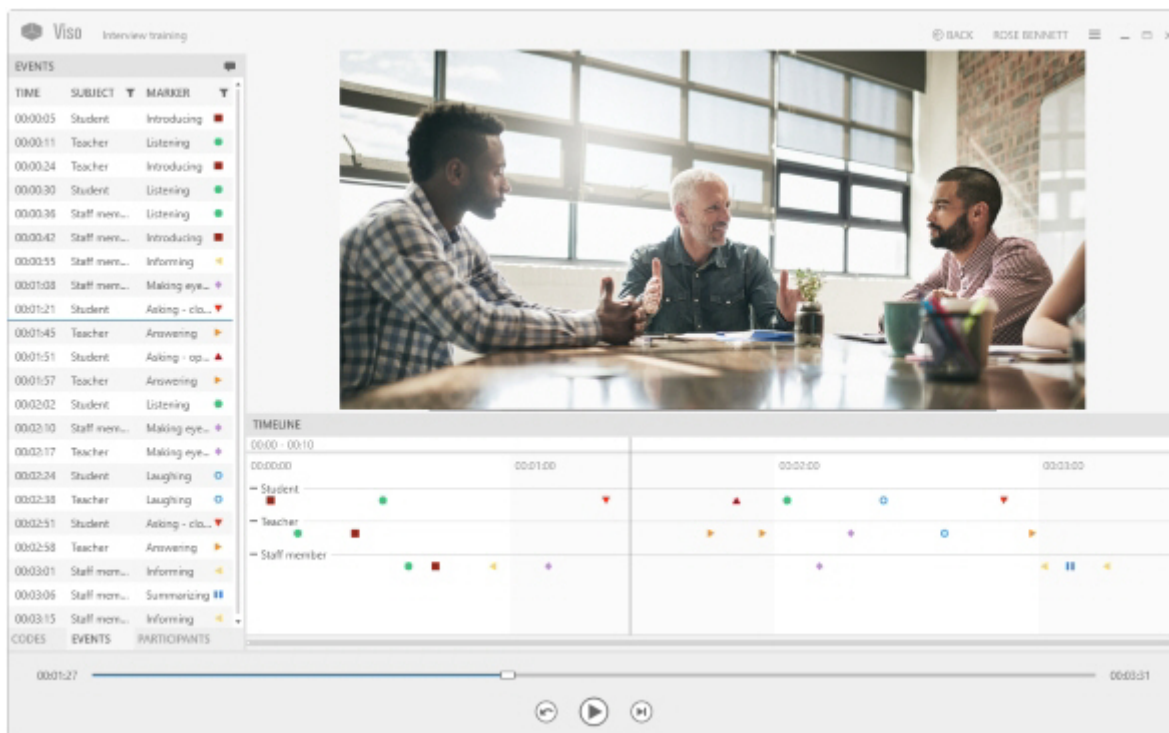 Viso Interview training BACK ROSE BENNETT
EVENTS
TIME SUBJECT MARKER
00:00:05 Student Introducing
00:00:11 Teacher Listening
00:00:24 Teacher Introducing
00:00:30 Student Listening
00:00:36 Staff mem... Listening
00:00:42 Staff mem... Introducing
00:00:55 Staff mem... Informing
00:01:08 Staff mem... Making eye...
00:01:21 Student Asking - clo...
00:01:45 Teacher Answering
00:01:51 Student Asking - op...
00:01:57 Teacher Answering
00:02:02 Student Listening
00:02:10 Staff mem... Making eye...
00:02:17 Teacher Making eye...
00:02:24 Student Laughing
00:02:38 Teacher Laughing
00:02:51 Student Asking - clo...
00:02:58 Teacher Answering
00:03:01 Staff mem... Informing
00:03:06 Staff mem... Summarizing
00:03:15 Staff mem... Informing
CODES EVENTS PARTICIPANTS
TIMELINE
00:00 - 00:10
00:00:00 00:01:00 00:02:00 00:03:00
Student
Teacher
Staff member
00:01:27 00:03:31